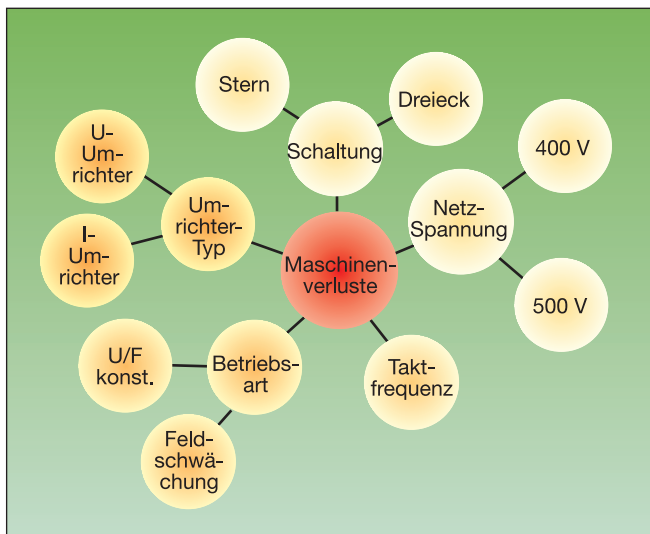 Stern
Dreieck
Schaltung
U-
Um-
richter
400 V
Um-
richter-
Typ
Netz-
Spannung
I-
Um-
richter
Maschinen-
verluste
500 V
U/F
konst.
Betriebs-
art
Takt-
frequenz
Feld-
schwä-
chung